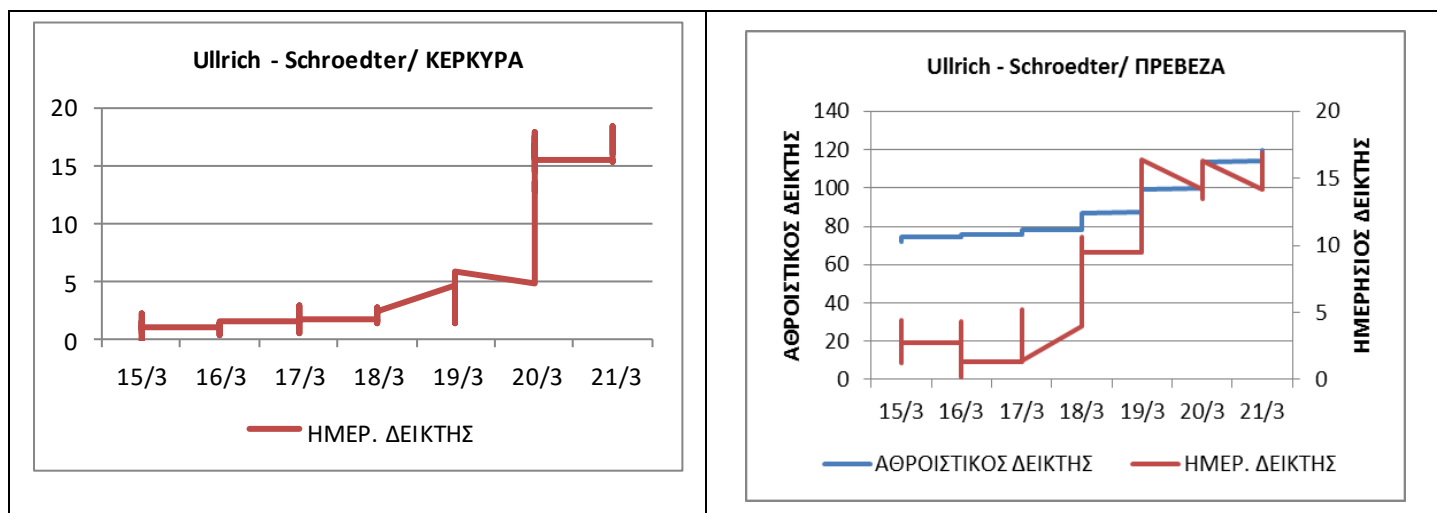 Ullrich - Schroedter/ ΚΕΡΚΥΡΑ
20
15
10
5
0
15/3 16/3 17/3 18/3 19/3 20/3 21/3
ΗΜΕΡ. ΔΕΙΚΤΗΣ
Ullrich - Schroedter/ ΠΡΕΒΕΖΑ
ΑΘΡΟΙΣΤΙΚΟΣ ΔΕΙΚΤΗΣ
140
120
100
80
60
40
20
0
20
15
10
5
0
ΗΜΕΡΗΣΙΟΣ ΔΕΙΚΤΗΣ
15/3 16/3 17/3 18/3 19/3 20/3 21/3
ΑΘΡΟΙΣΤΙΚΟΣ ΔΕΙΚΤΗΣ ΗΜΕΡ. ΔΕΙΚΤΗΣ